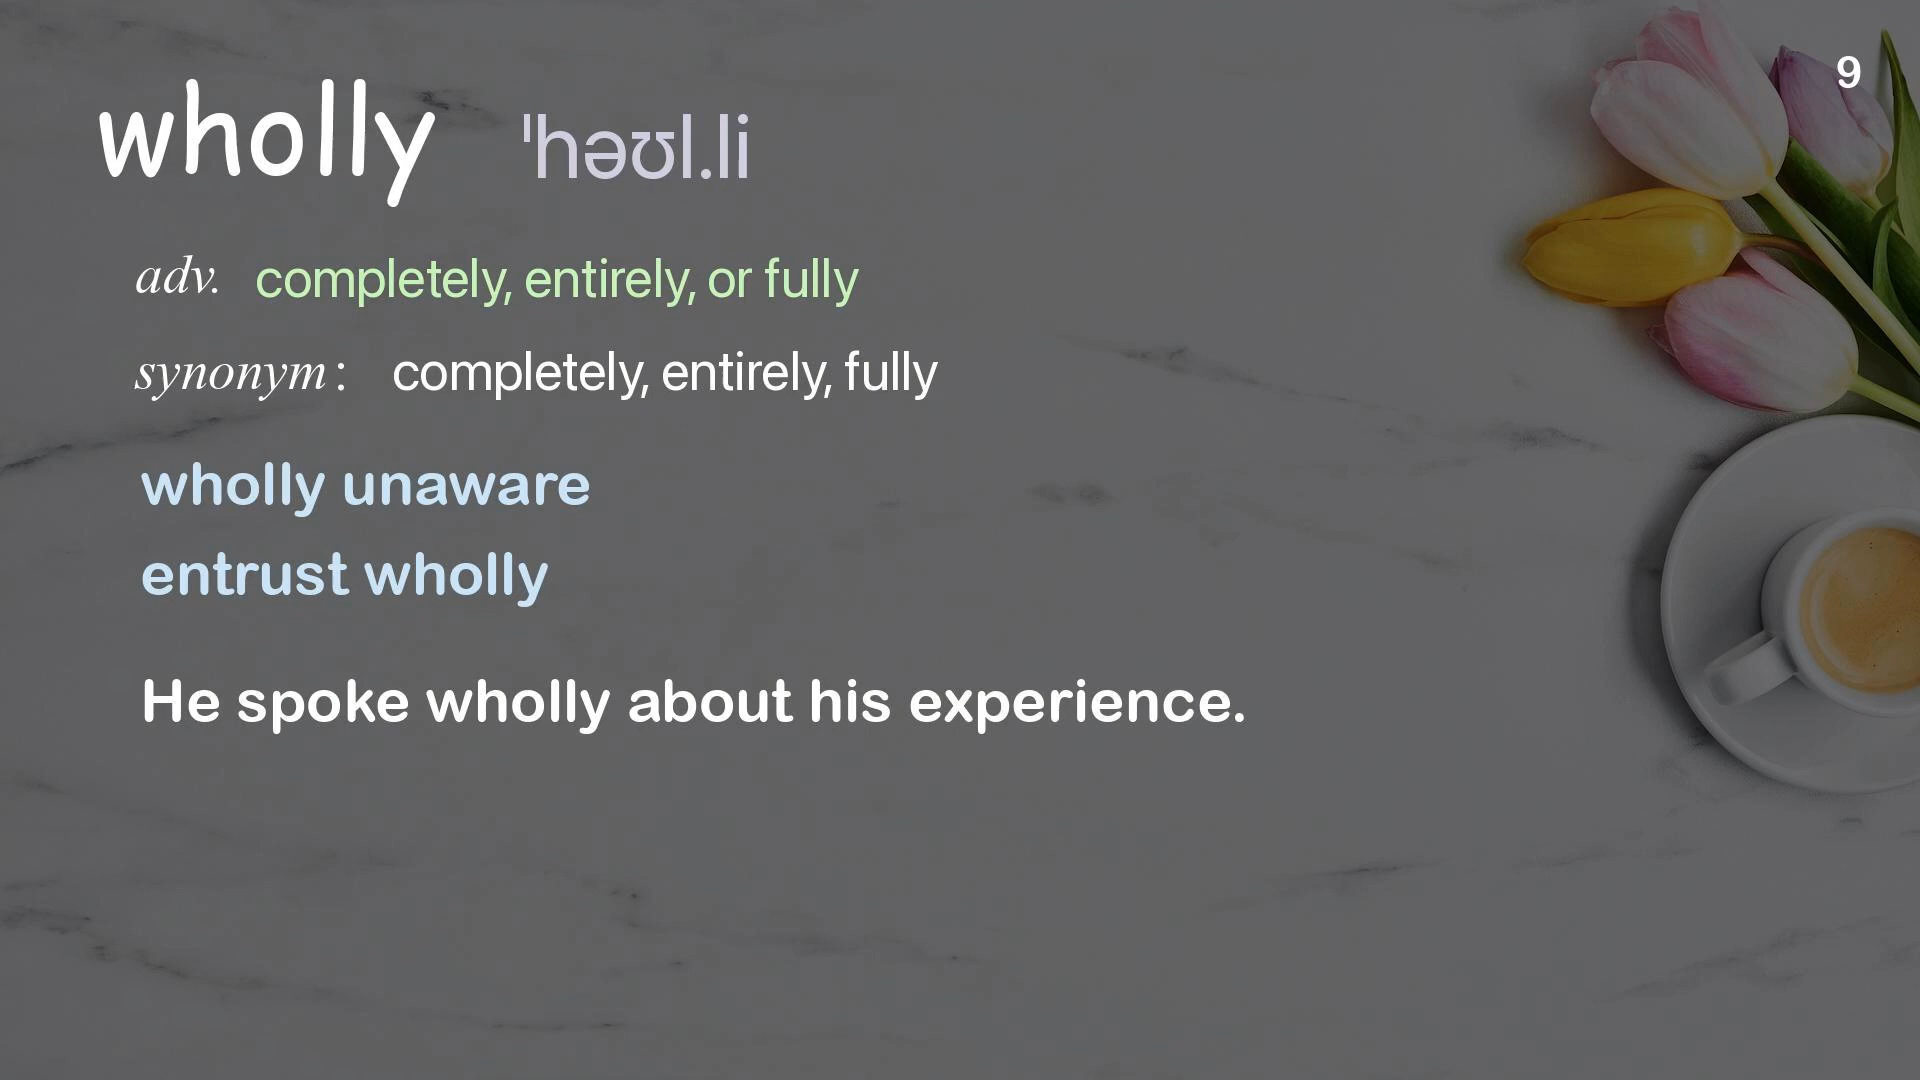 9
wholly ˈhəʊl.li
adv. completely, entirely, or fully
synonym: completely, entirely, fully
wholly unaware
entrust wholly
He spoke wholly about his experience.